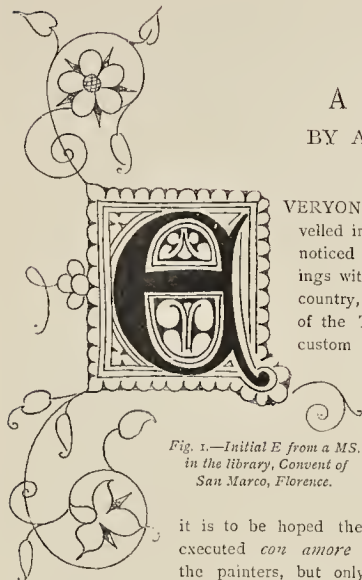 A
BY A
E
VERYON
velled in
noticed
ings wit
country,
of the T
custom
Fig. 1.—Initial E from a MS.
in the library, Convent of
San Marco, Florence.
it is to be hoped the
executed con amore
the painters, but only